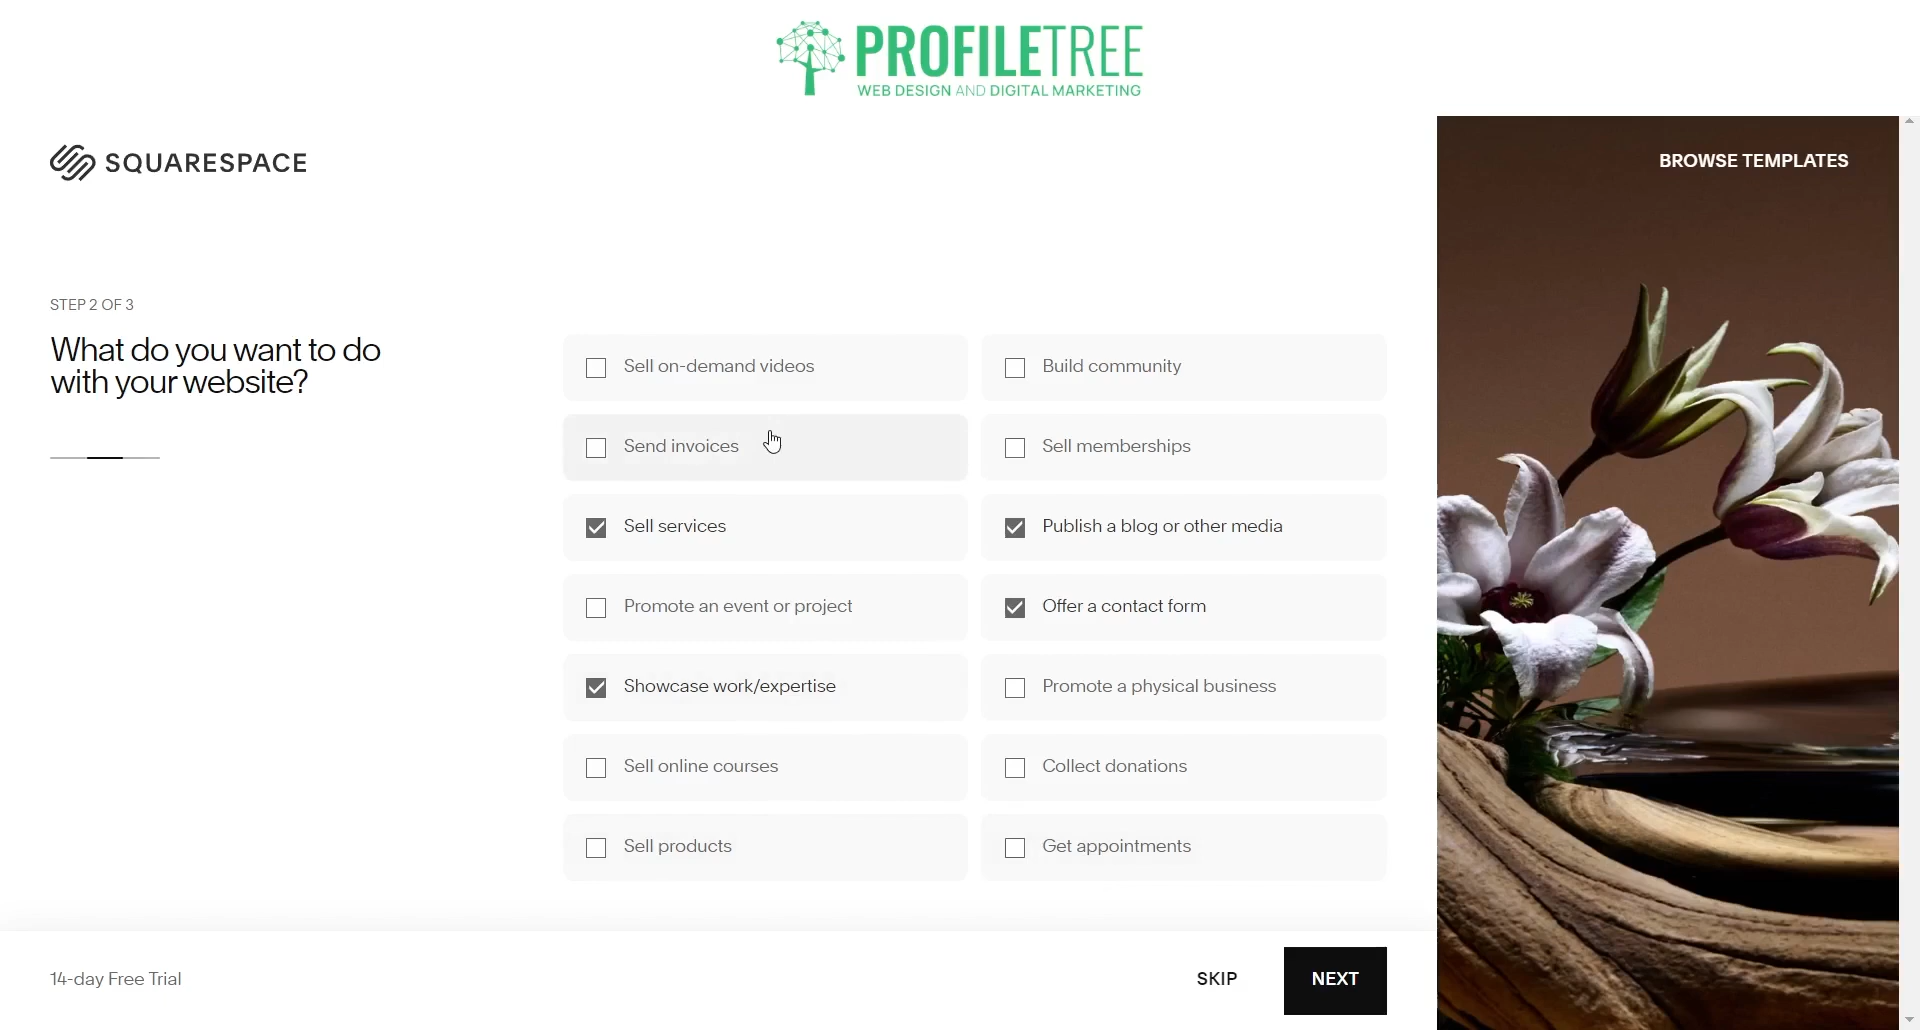 PROFILETREE
WEB DESIGN AND DIGITAL MARKETING
SQUARESPACE
BROWSE TEMPLATES
STEP 2 OF 3
What do you want to do
with your website?
Sell on-demand videos
Build community
Send invoices
Sell memberships
Sell services
Publish a blog or other media
Promote an event or project
Offer a contact form
Showcase work/expertise
Promote a physical business
Sell online courses
Collect donations
Sell products
Get appointments
14-day Free Trial
SKIP
NEXT